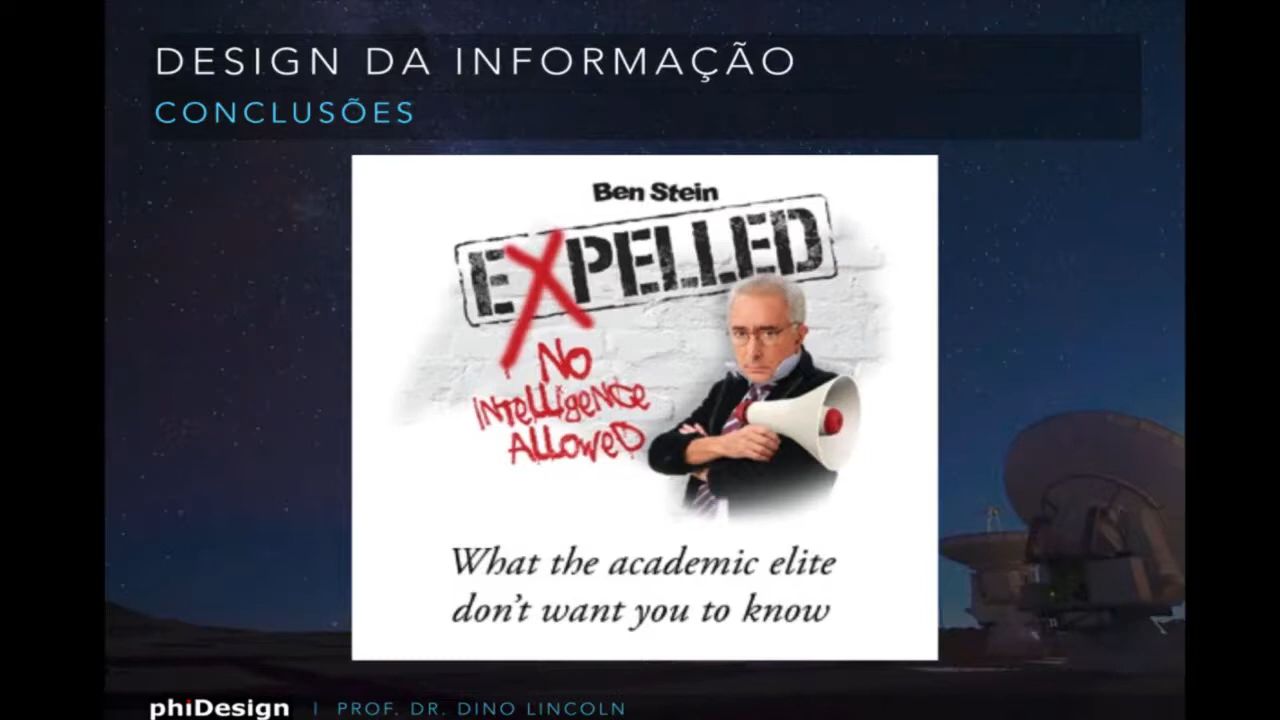 DESIGN DA INFORMAÇÃO
CONCLUSÕES
Ben Stein
EXPELLED
No
iNTeLLigeNCe
ALLoweD
What the academic elite
don't want you to know
phiDesign | PROF. DR. DINO LINCOLN